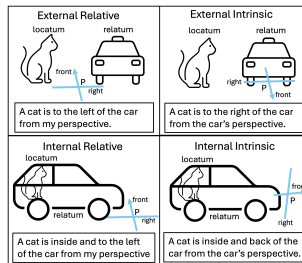 External Relative
locatum
relatum
front
P
right
A cat is to the left of the car
from my perspective.
External Intrinsic
locatum
relatum
right
P
front
A cat is to the right of the car
from the car's perspective.
Internal Relative
locatum
relatum
front
P
right
A cat is inside and to the left
of the car from my perspective
Internal Intrinsic
locatum
relatum
front
P
right
A cat is inside and back of the
car from the car's perspective.